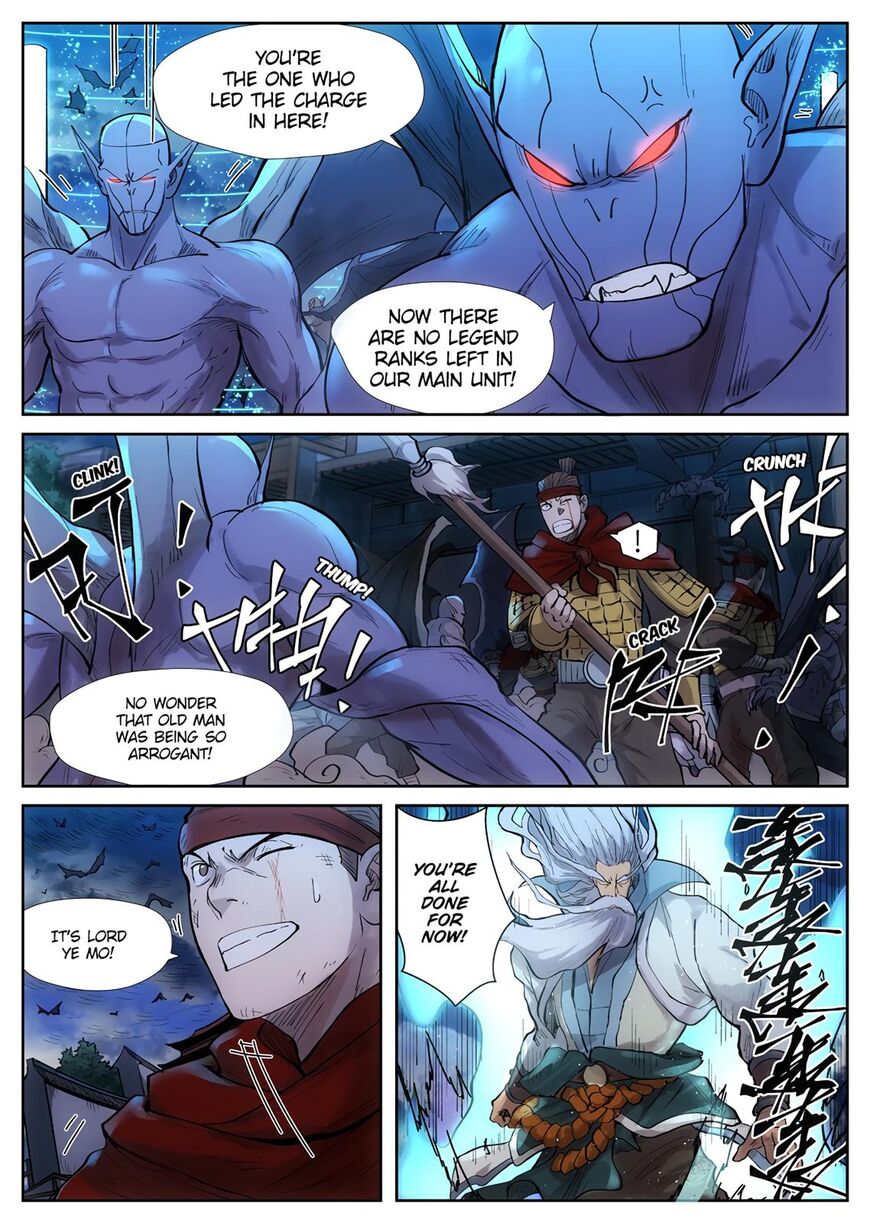 YOU'RE
THE ONE WHO
LED THE CHARGE
IN HERE!
NOW THERE
ARE NO LEGEND
RANKS LEFT IN
OUR MAIN UNIT!
CLINK!
THUMP!
!
CRUNCH
CRACK
NO WONDER
THAT OLD MAN
WAS BEING SO
ARROGANT!
IT'S LORD
YE MO!
YOU'RE
ALL
DONE
FOR
NOW!